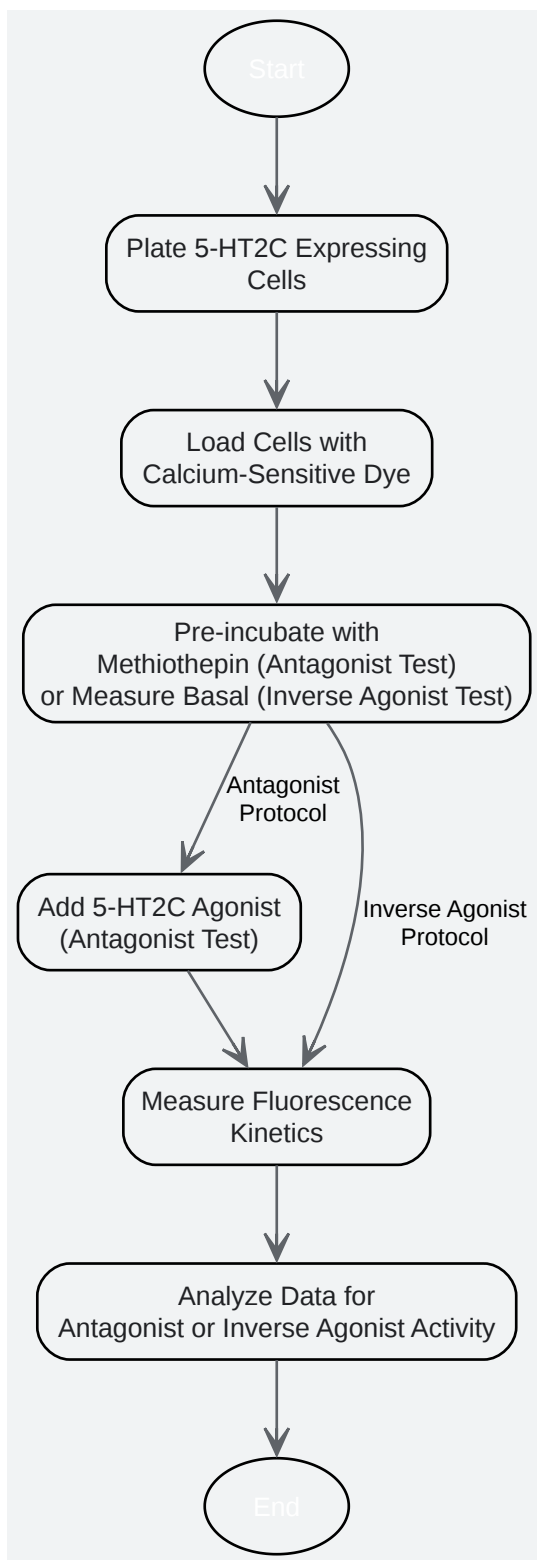 Start
Plate 5-HT2C Expressing
Cells
Load Cells with
Calcium-Sensitive Dye
Pre-incubate with
Methiothepin (Antagonist Test)
or Measure Basal (Inverse Agonist Test)
Antagonist
Protocol
Add 5-HT2C Agonist
(Antagonist Test)
Inverse Agonist
Protocol
Measure Fluorescence
Kinetics
Analyze Data for
Antagonist or Inverse Agonist Activity
End